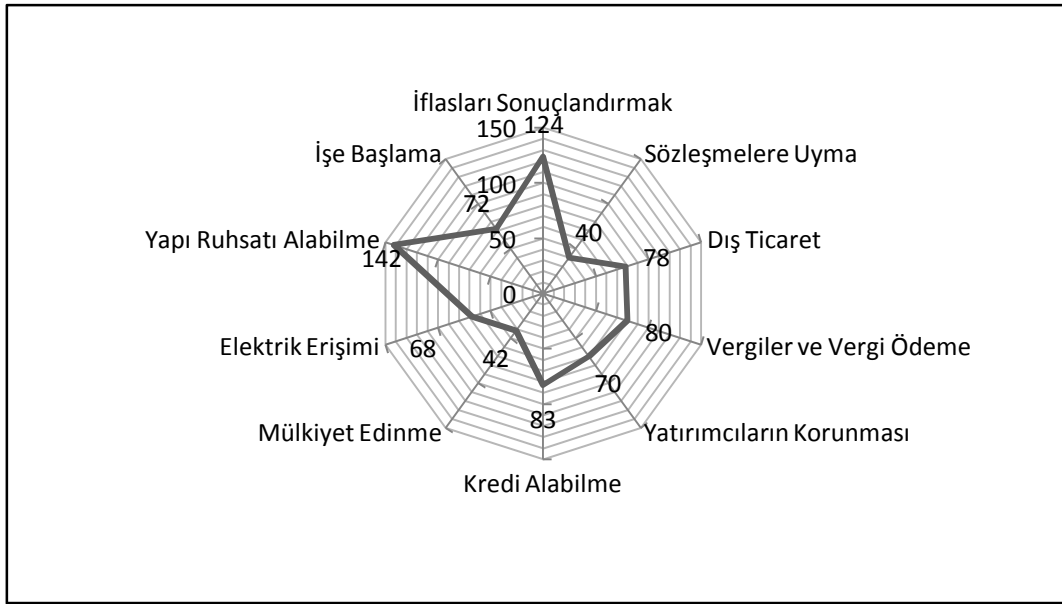 İflasları Sonuçlandırmak
150
124
İşe Başlama
Sözleşmelere Uyma
100
72
50
40
Yapı Ruhsatı Alabilme
142
Dış Ticaret
78
0
Elektrik Erişimi
68
80
Vergiler ve Vergi Ödeme
42
70
83
Mülkiyet Edinme
Yatırımcıların Korunması
Kredi Alabilme